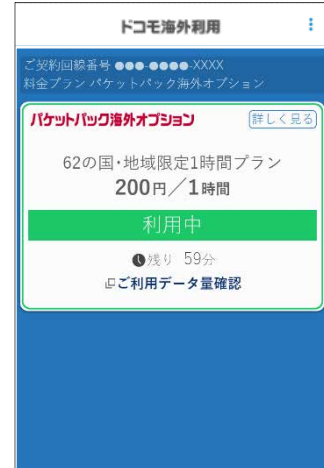 ドコモ海外利用
ご契約回線番号 ●●●-●●●●-XXXX
料金プラン パケットパック海外オプション
パケットパック海外オプション
詳しく見る
62の国・地域限定1時間プラン
200円／1時間
利用中
残り 59分
ご利用データ量確認